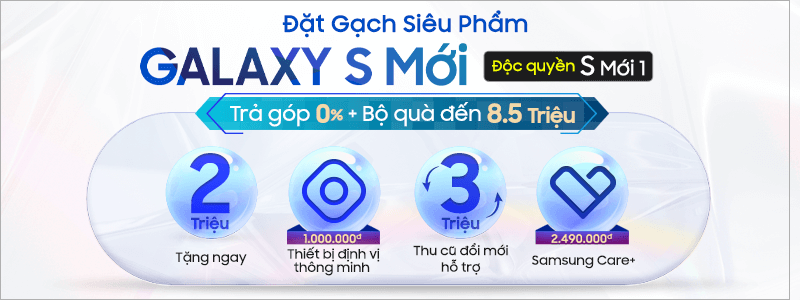 Đặt Gạch Siêu Phẩm
GALAXY S Mới
Độc quyền S Mới 1
Trả góp 0% + Bộ quà đến 8.5 Triệu
2
Triệu
Tặng ngay
1.000.000đ
Thiết bị định vị
thông minh
3
Triệu
Thu cũ đổi mới
hỗ trợ
2.490.000đ
Samsung Care+